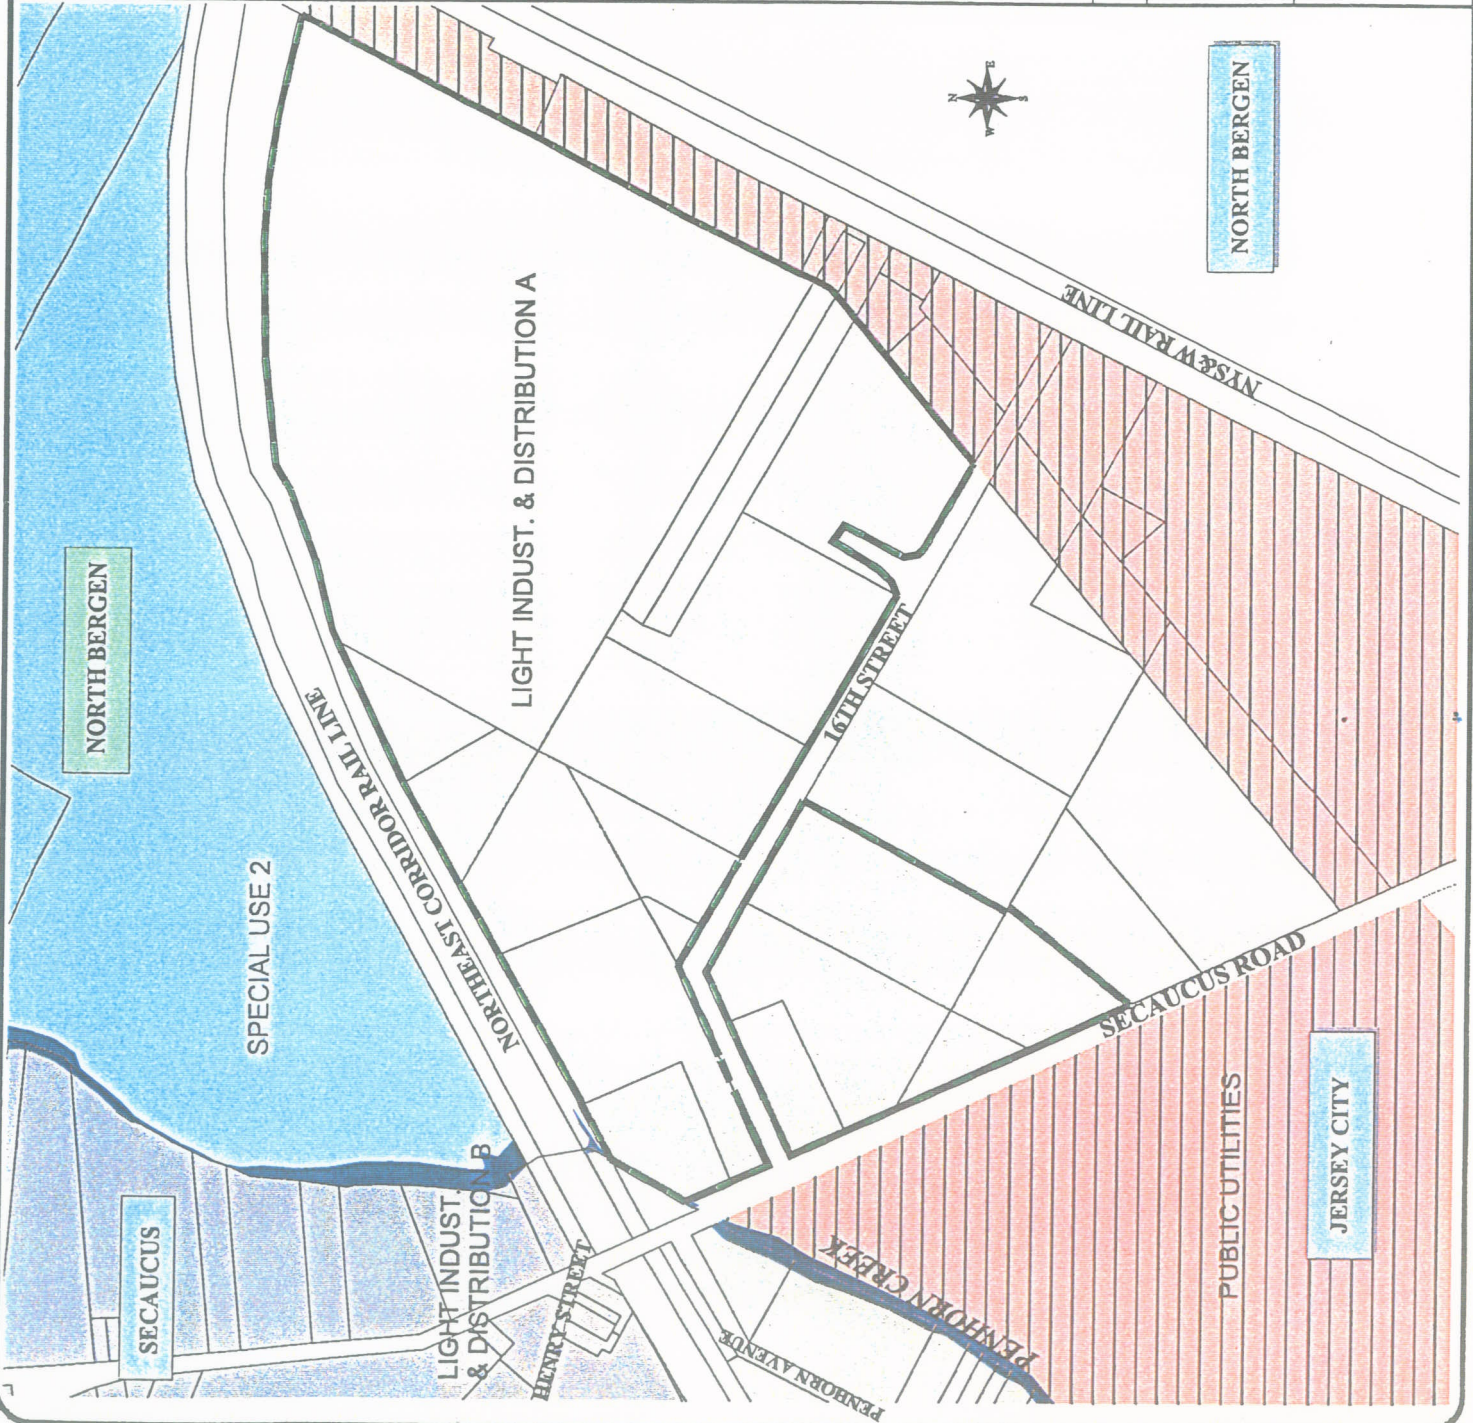 SECAUCUS
NORTH BERGEN
SPECIAL USE 2
LIGHT INDUST.
& DISTRIBUTION B
HENRY STREET
NORTHEAST CORRIDOR RAIL LINE
LIGHT INDUST. & DISTRIBUTION A
PENHORN AVENUE
PENHORN CREEK
16TH STREET
SECAUCUS ROAD
N
E
W
S
NYS&W RAIL LINE
NORTH BERGEN
PUBLIC UTILITIES
JERSEY CITY